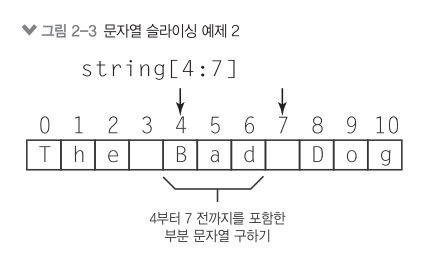 그림 2-3 문자열 슬라이싱 예제 2
string[4:7]
0 1 2 3 4 5 6 7 8 9 10
T h e B a d D o g
4부터 7 전까지를 포함한
부분 문자열 구하기